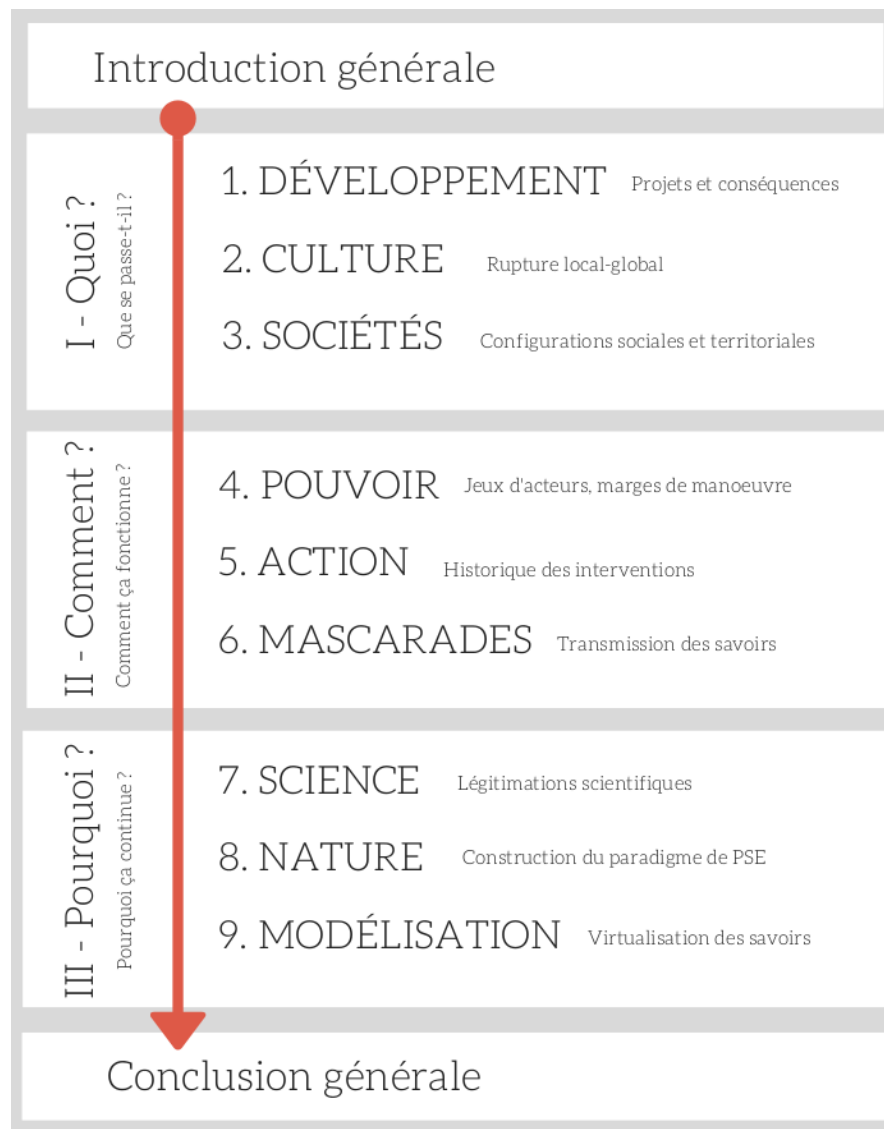 Introduction générale
I - Quoi ?
Que se passe-t-il ?
1. DÉVELOPPEMENT Projets et conséquences
2. CULTURE Rupture local-global
3. SOCIÉTÉS Configurations sociales et territoriales
II - Comment ?
Comment ça fonctionne ?
4. POUVOIR Jeux d'acteurs, marges de manoeuvre
5. ACTION Historique des interventions
6. MASCARADES Transmission des savoirs
III - Pourquoi ?
Pourquoi ça continue ?
7. SCIENCE Légitimations scientifiques
8. NATURE Construction du paradigme de PSE
9. MODÉLISATION Virtualisation des savoirs
Conclusion générale